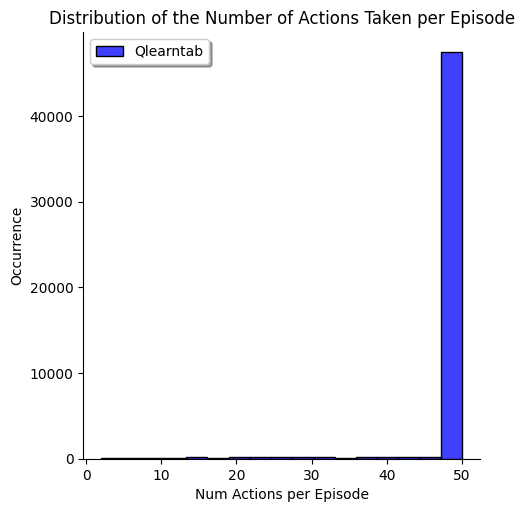 Distribution of the Number of Actions Taken per Episode
Qlearntab
Occurrence
40000
30000
20000
10000
0
0 10 20 30 40 50
Num Actions per Episode